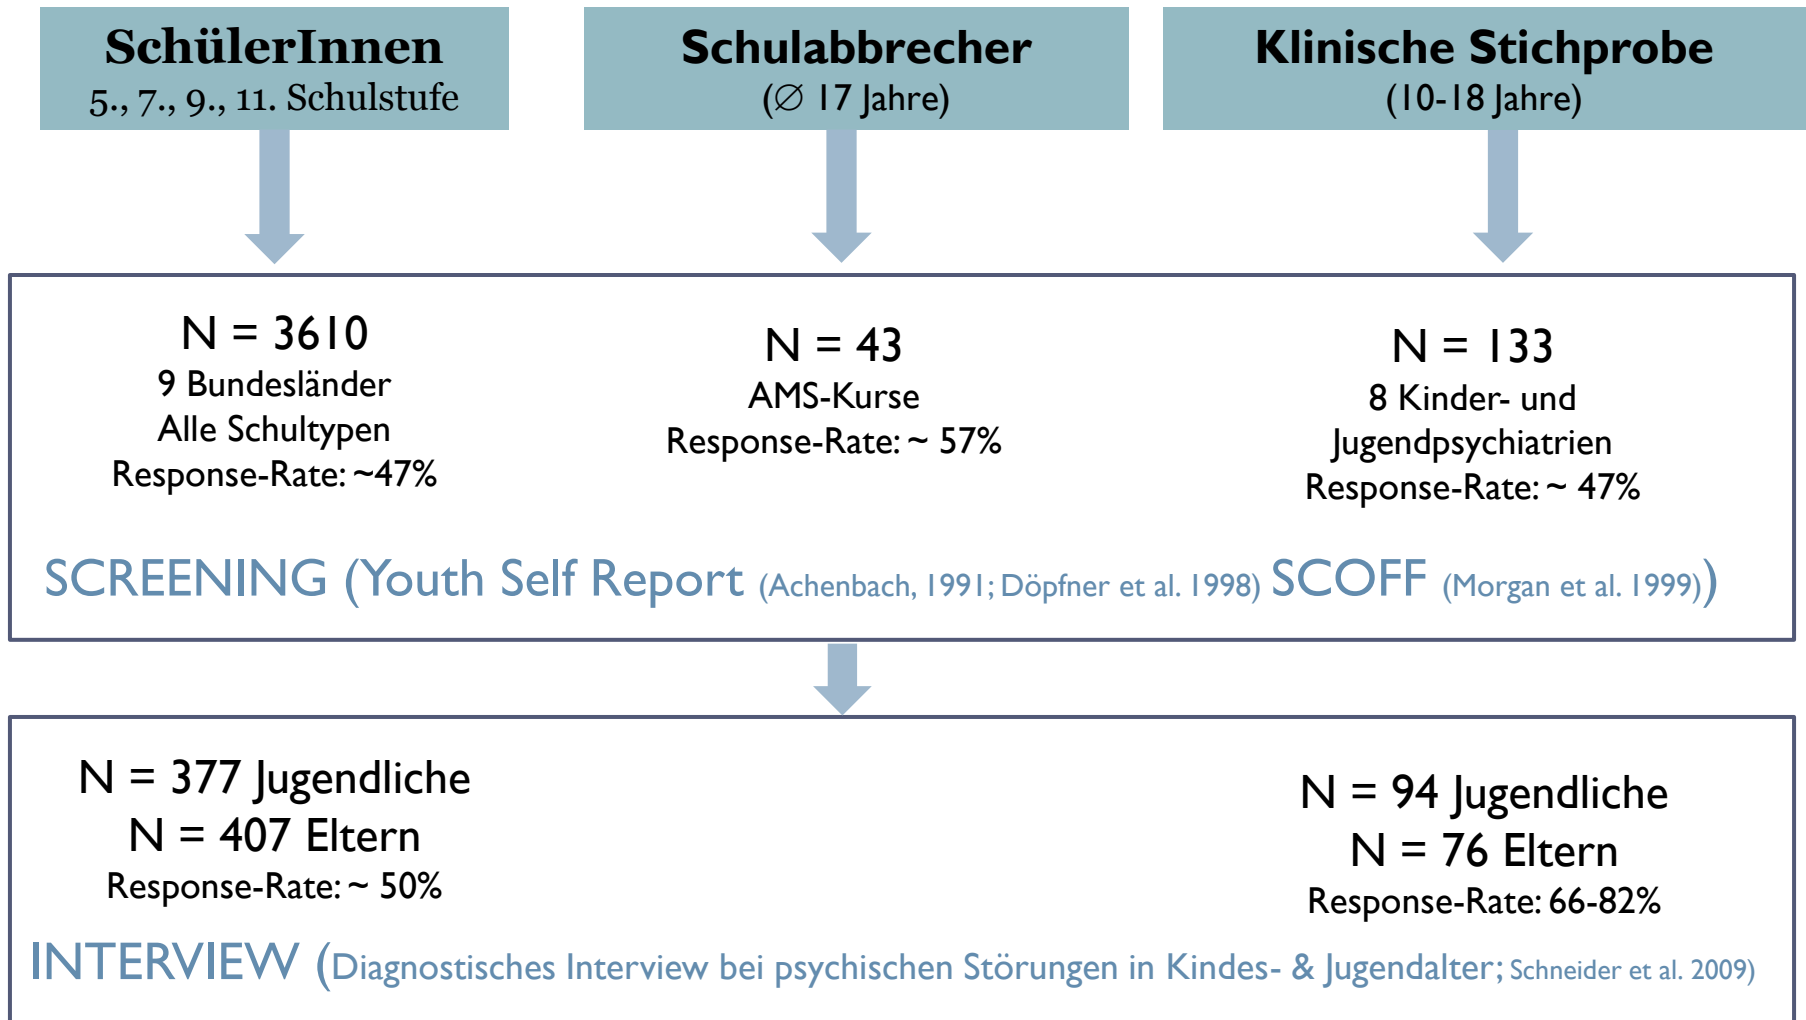 SchülerInnen
5., 7., 9., 11. Schulstufe
Schulabbrecher
(∅ 17 Jahre)
Klinische Stichprobe
(10-18 Jahre)
N = 3610
9 Bundesländer
Alle Schultypen
Response-Rate: ~47%
N = 43
AMS-Kurse
Response-Rate: ~ 57%
N = 133
8 Kinder- und
Jugendpsychiatrien
Response-Rate: ~ 47%
SCREENING (Youth Self Report (Achenbach, 1991; Döpfner et al. 1998) SCOFF (Morgan et al. 1999))
N = 377 Jugendliche
N = 407 Eltern
Response-Rate: ~ 50%
N = 94 Jugendliche
N = 76 Eltern
Response-Rate: 66-82%
INTERVIEW (Diagnostisches Interview bei psychischen Störungen in Kindes- & Jugendalter; Schneider et al. 2009)